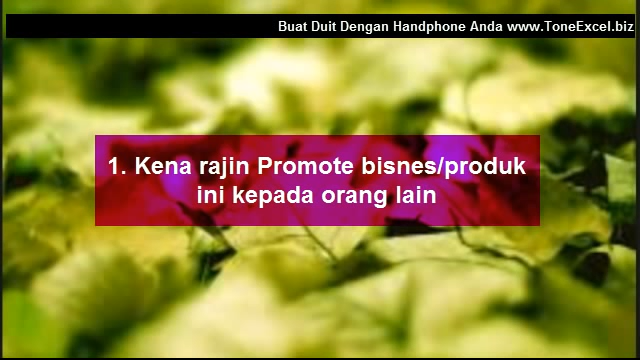 Buat Duit Dengan Handphone Anda www.ToneExcel.biz
1. Kena rajin Promote bisnes/produk
ini kepada orang lain